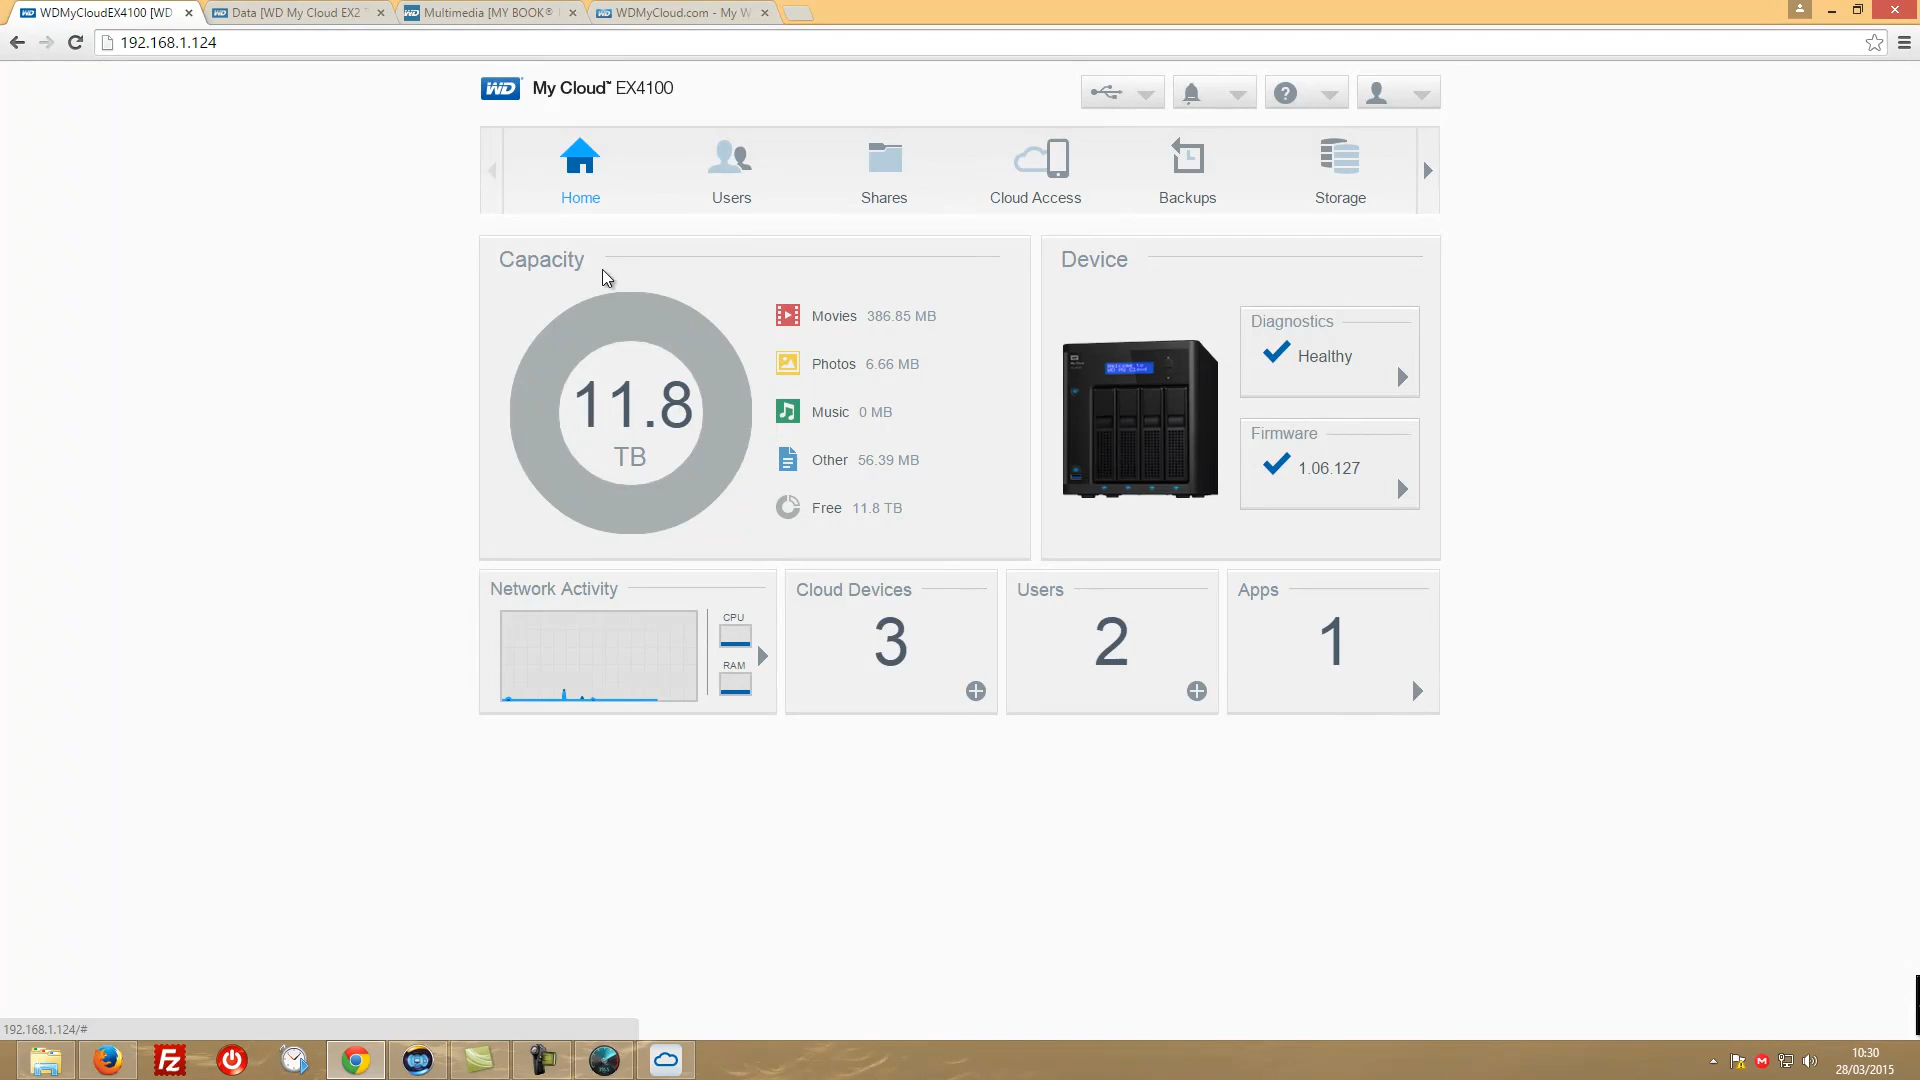 WDMyCloudEX4100 [WD
Data [WD My Cloud EX2
Multimedia [MY BOOK®
WDMyCloud.com - My W
192.168.1.124
WD My Cloud™ EX4100
Home
Users
Shares
Cloud Access
Backups
Storage
Capacity
11.8
TB
Movies 386.85 MB
Photos 6.66 MB
Music 0 MB
Other 56.39 MB
Free 11.8 TB
Device
Diagnostics
Healthy
Firmware
1.06.127
Network Activity
CPU
RAM
Cloud Devices
3
Users
2
Apps
1
192.168.1.124/#
10:30
28/03/2015